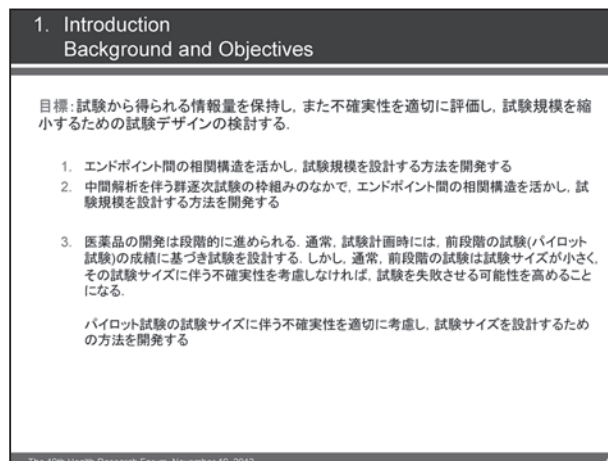 1. Introduction
Background and Objectives
目標：試験から得られる情報量を保持し，また不確実性を適切に評価し，試験規模を縮
小するための試験デザインの検討する．
1. エンドポイント間の相関構造を活かし，試験規模を設計する方法を開発する
2. 中間解析を伴う群逐次試験の枠組みのなかで，エンドポイント間の相関構造を活かし，試
験規模を設計する方法を開発する
3. 医薬品の開発は段階的に進められる．通常，試験計画時には，前段階の試験(パイロット
試験)の成績に基づき試験を設計する．しかし，通常，前段階の試験は試験サイズが小さく，
その試験サイズに伴う不確実性を考慮しなければ，試験を失敗させる可能性を高めること
になる．
パイロット試験の試験サイズに伴う不確実性を適切に考慮し，試験サイズを設計するため
の方法を開発する
Health Research Forum, November